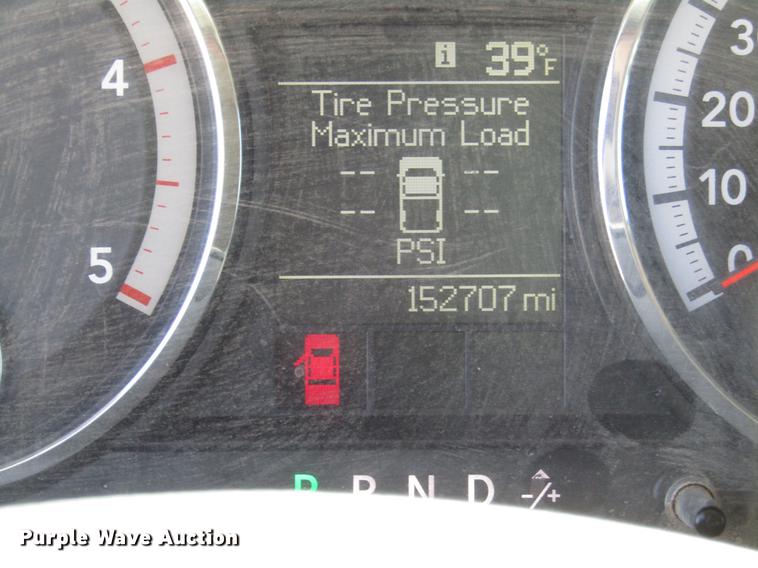 4
5
i 39°F
Tire Pressure
Maximum Load
-- --
-- --
PSI
152707 mi
30
20
10
0
P R N D -/+
Purple Wave Auction